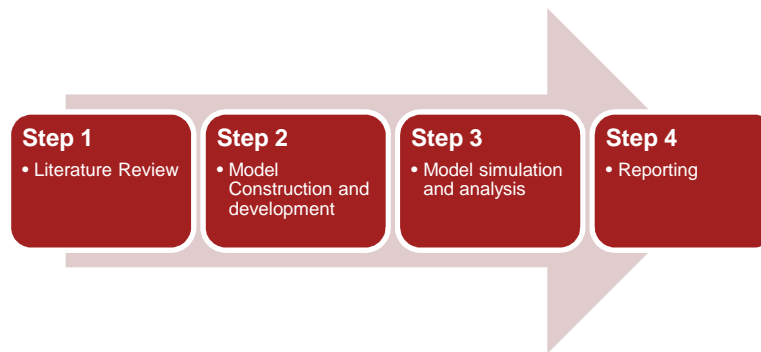 Step 1
• Literature Review
Step 2
• Model
Construction and
development
Step 3
• Model simulation
and analysis
Step 4
• Reporting